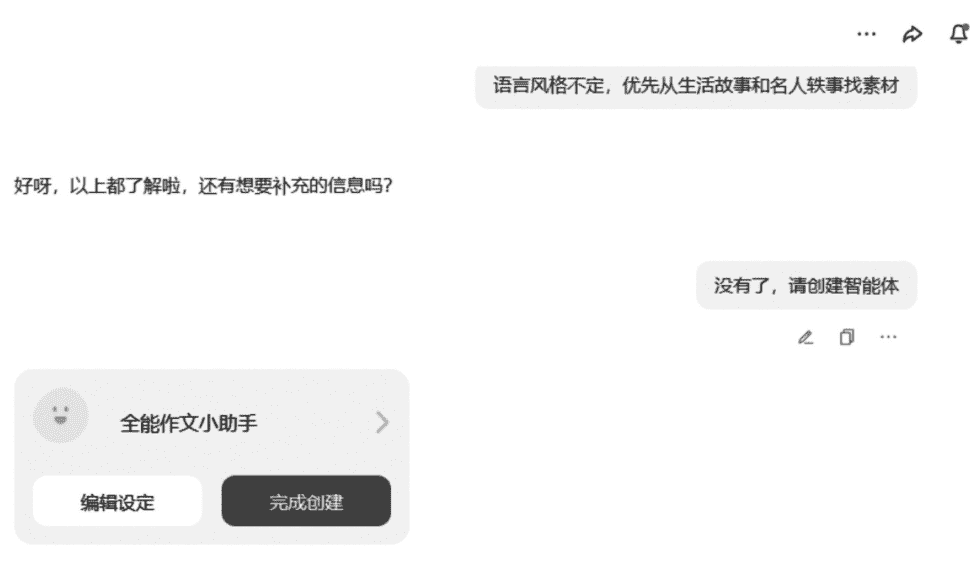 语言风格不定，优先从生活故事和名人轶事找素材
好呀，以上都了解啦，还有想要补充的信息吗？
没有了，请创建智能体
全能作文小助手
编辑设定
完成创建